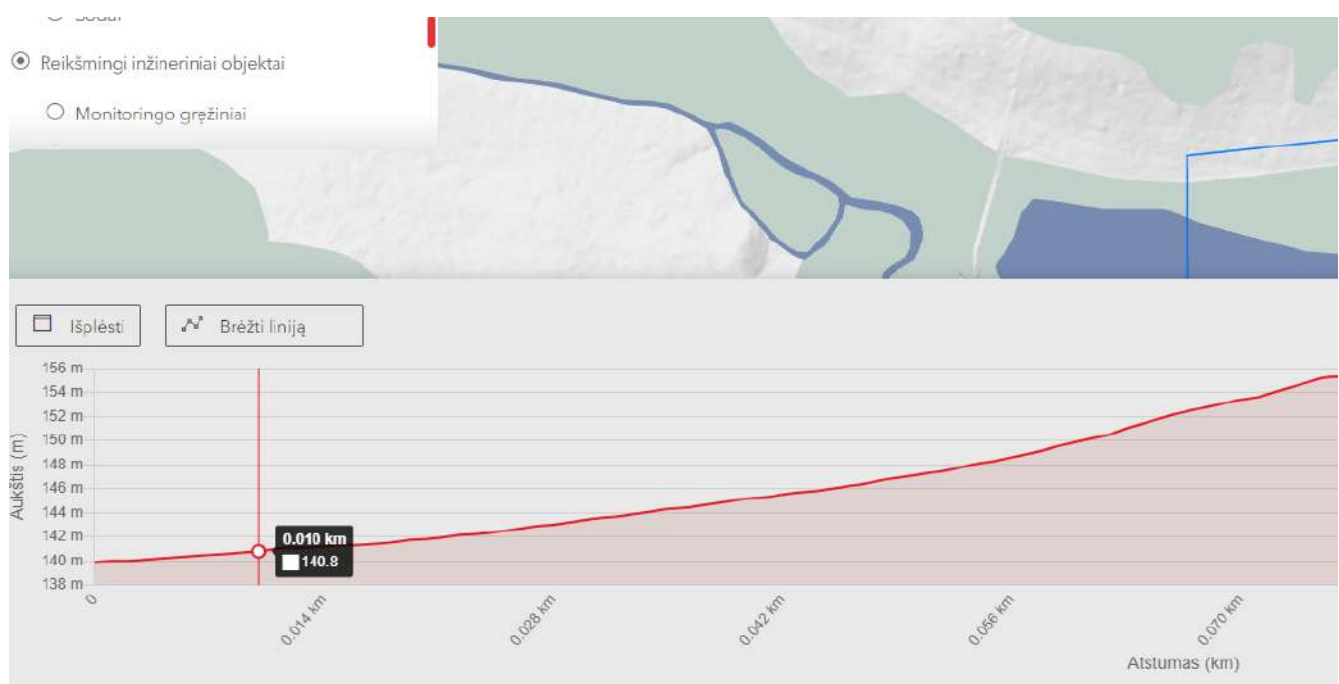 Reikšmingi inžineriniai objektai
Monitoringo gręžiniai
Išplėsti
Brėžti liniją
156 m
154 m
152 m
150 m
148 m
146 m
144 m
142 m
140 m
138 m
Aukštis (m)
0.010 km
140.8
0
0.014 km
0.028 km
0.042 km
0.056 km
0.070 km
Atstumas (km)